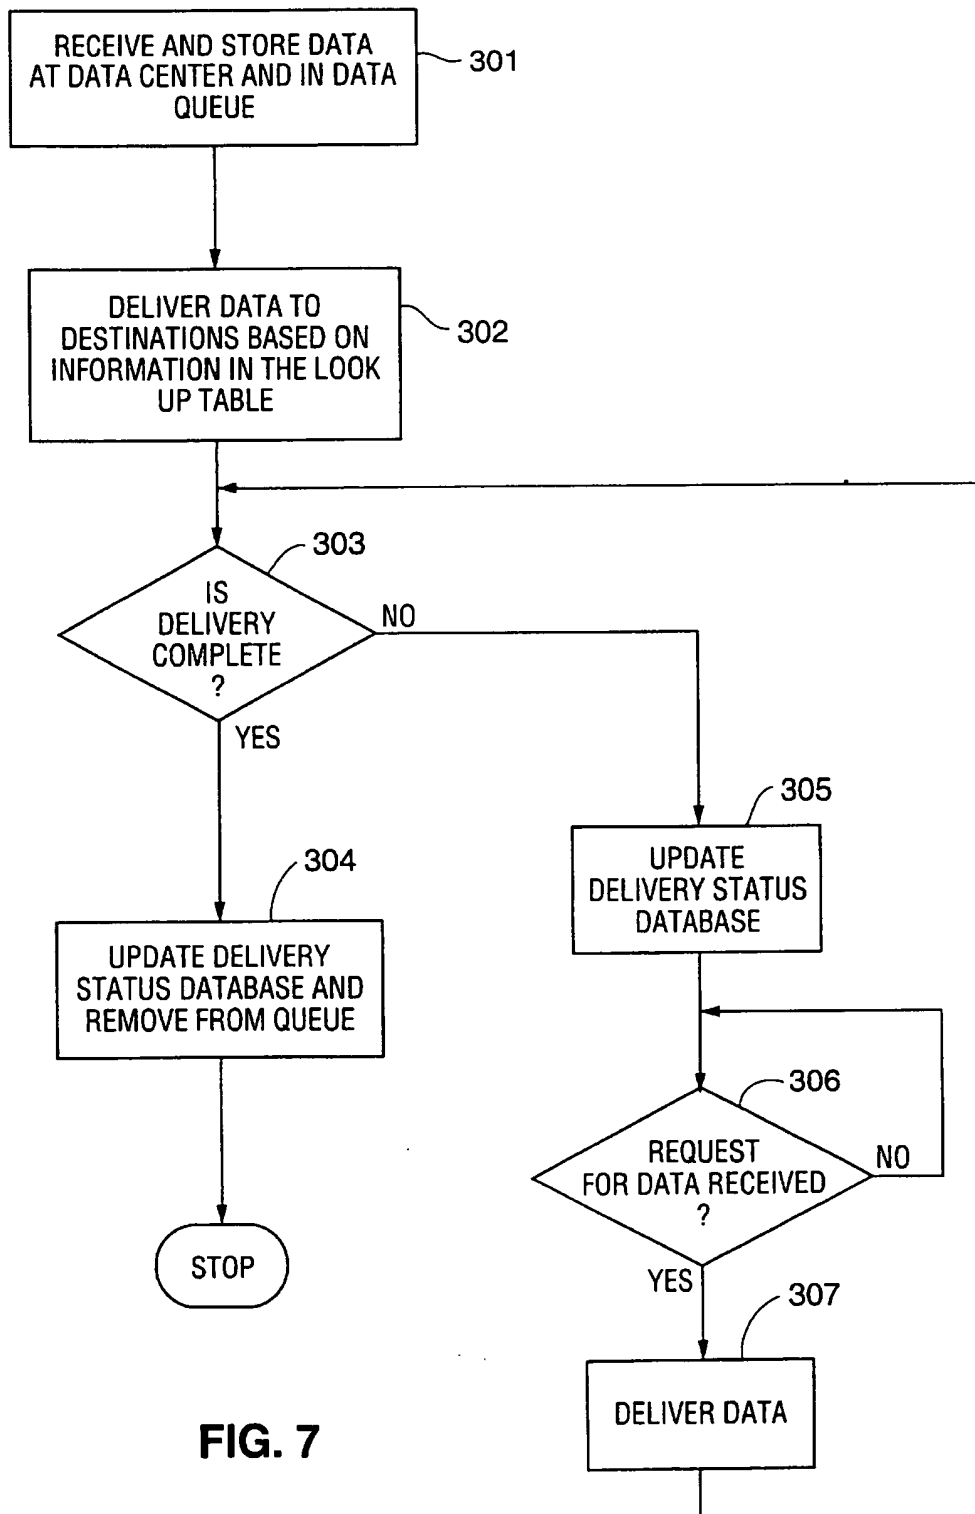 RECEIVE AND STORE DATA
AT DATA CENTER AND IN DATA
QUEUE
301
DELIVER DATA TO
DESTINATIONS BASED ON
INFORMATION IN THE LOOK
UP TABLE
302
303
IS
DELIVERY
COMPLETE
?
NO
YES
304
UPDATE DELIVERY
STATUS DATABASE AND
REMOVE FROM QUEUE
STOP
305
UPDATE
DELIVERY STATUS
DATABASE
306
REQUEST
FOR DATA RECEIVED
?
NO
YES
307
DELIVER DATA
FIG. 7